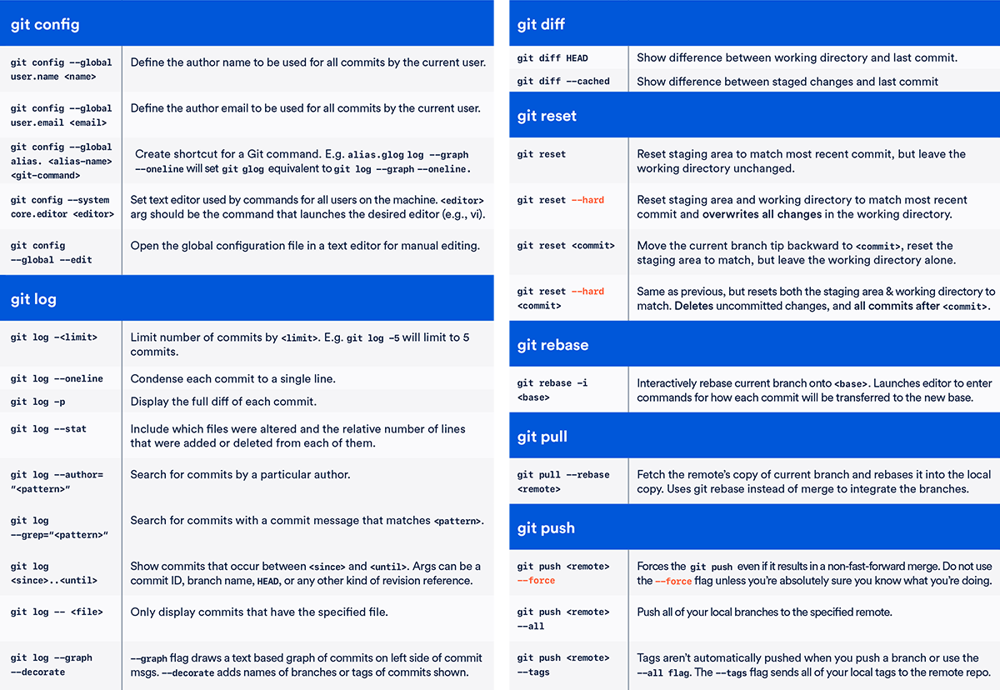 git config
git config --global
user.name <name>
Define the author name to be used for all commits by the current user.
git config --global
user.email <email>
Define the author email to be used for all commits by the current user.
git config --global
alias. <alias-name>
<git-command>
Create shortcut for a Git command. E.g. alias.glog log --graph
--oneline will set git glog equivalent to git log --graph --oneline.
git config --system
core.editor <editor>
Set text editor used by commands for all users on the machine. <editor>
arg should be the command that launches the desired editor (e.g., vi).
git config
--global --edit
Open the global configuration file in a text editor for manual editing.
git log
git log -<limit>
Limit number of commits by <limit>. E.g. git log -5 will limit to 5
commits.
git log --oneline
Condense each commit to a single line.
git log -p
Display the full diff of each commit.
git log --stat
Include which files were altered and the relative number of lines
that were added or deleted from each of them.
git log --author=
"<pattern>"
Search for commits by a particular author.
git log
--grep="<pattern>"
Search for commits with a commit message that matches <pattern>.
git log
<since>..<until>
Show commits that occur between <since> and <until>. Args can be a
commit ID, branch name, HEAD, or any other kind of revision reference.
git log -- <file>
Only display commits that have the specified file.
git log --graph
--decorate
--graph flag draws a text based graph of commits on left side of commit
msgs. --decorate adds names of branches or tags of commits shown.
git diff
git diff HEAD
Show difference between working directory and last commit.
git diff --cached
Show difference between staged changes and last commit
git reset
git reset
Reset staging area to match most recent commit, but leave the
working directory unchanged.
git reset --hard
Reset staging area and working directory to match most recent
commit and overwrites all changes in the working directory.
git reset <commit>
Move the current branch tip backward to <commit>, reset the
staging area to match, but leave the working directory alone.
git reset --hard
<commit>
Same as previous, but resets both the staging area & working directory to
match. Deletes uncommitted changes, and all commits after <commit>.
git rebase
git rebase -i
<base>
Interactively rebase current branch onto <base>. Launches editor to enter
commands for how each commit will be transferred to the new base.
git pull
git pull --rebase
<remote>
Fetch the remote's copy of current branch and rebases it into the local
copy. Uses git rebase instead of merge to integrate the branches.
git push
git push <remote>
--force
Forces the git push even if it results in a non-fast-forward merge. Do not use
the --force flag unless you're absolutely sure you know what you're doing.
git push <remote>
--all
Push all of your local branches to the specified remote.
git push <remote>
--tags
Tags aren't automatically pushed when you push a branch or use the
--all flag. The --tags flag sends all of your local tags to the remote repo.